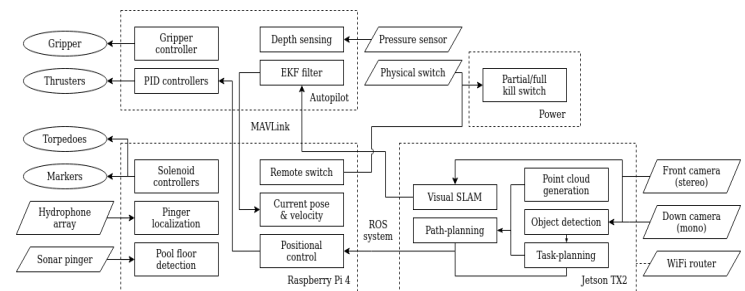 Gripper
Gripper
controller
Depth sensing
Pressure sensor
Thrusters
PID controllers
EKF filter
Physical switch
Partial/full
kill switch
Autopilot
Power
MAVLink
Torpedoes
Markers
Solenoid
controllers
Remote switch
Visual SLAM
Point cloud
generation
Front camera
(stereo)
Hydrophone
array
Pinger
localization
Current pose
& velocity
ROS
system
Path-planning
Object detection
Down camera
(mono)
Sonar pinger
Pool floor
detection
Positional
control
Task-planning
WiFi router
Raspberry Pi 4
Jetson TX2